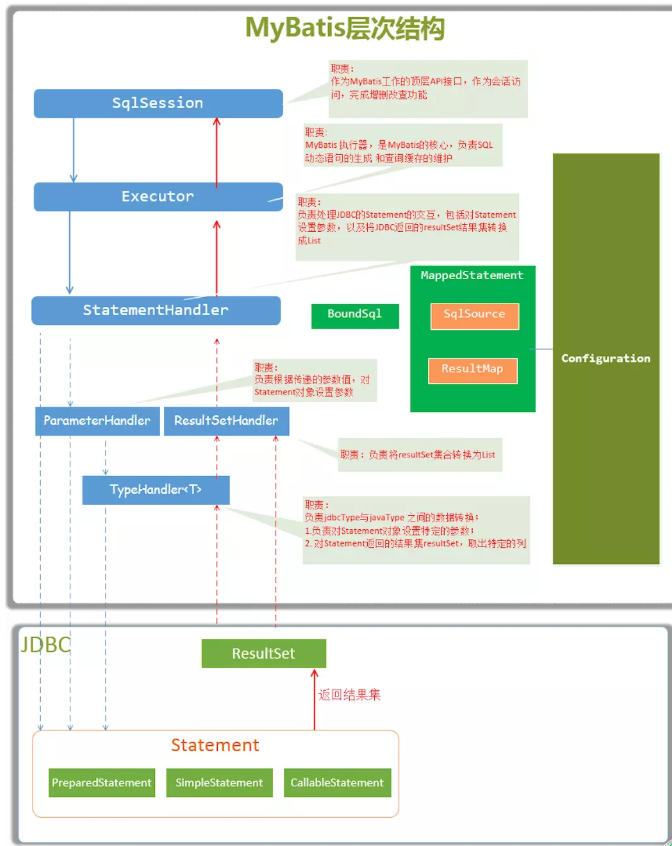 MyBatis层次结构
职责:
作为MyBatis工作的顶层API接口,作为会话访
问,完成增删改查功能
SqlSession
职责:
MyBatis 执行器,是MyBatis的核心,负责SQL
动态语句的生成 和查询缓存的维护
Executor
职责:
负责处理JDBC的Statement的交互,包括对Statement
设置参数,以及将JDBC返回的resultSet结果集转换
成List
StatementHandler
BoundSql
MappedStatement
SqlSource
ResultMap
Configuration
职责:
负责根据传递的参数值,对
Statement对象设置参数
ParameterHandler
ResultSetHandler
职责:负责将resultSet集合转换为List
TypeHandler<T>
职责:
负责jdbcType与javaType 之间的数据转换:
1.负责对Statement对象设置特定的参数;
2. 对Statement返回的结果集resultSet,取出特定的列
JDBC
ResultSet
返回结果集
Statement
PreparedStatement
SimpleStatement
CallableStatement